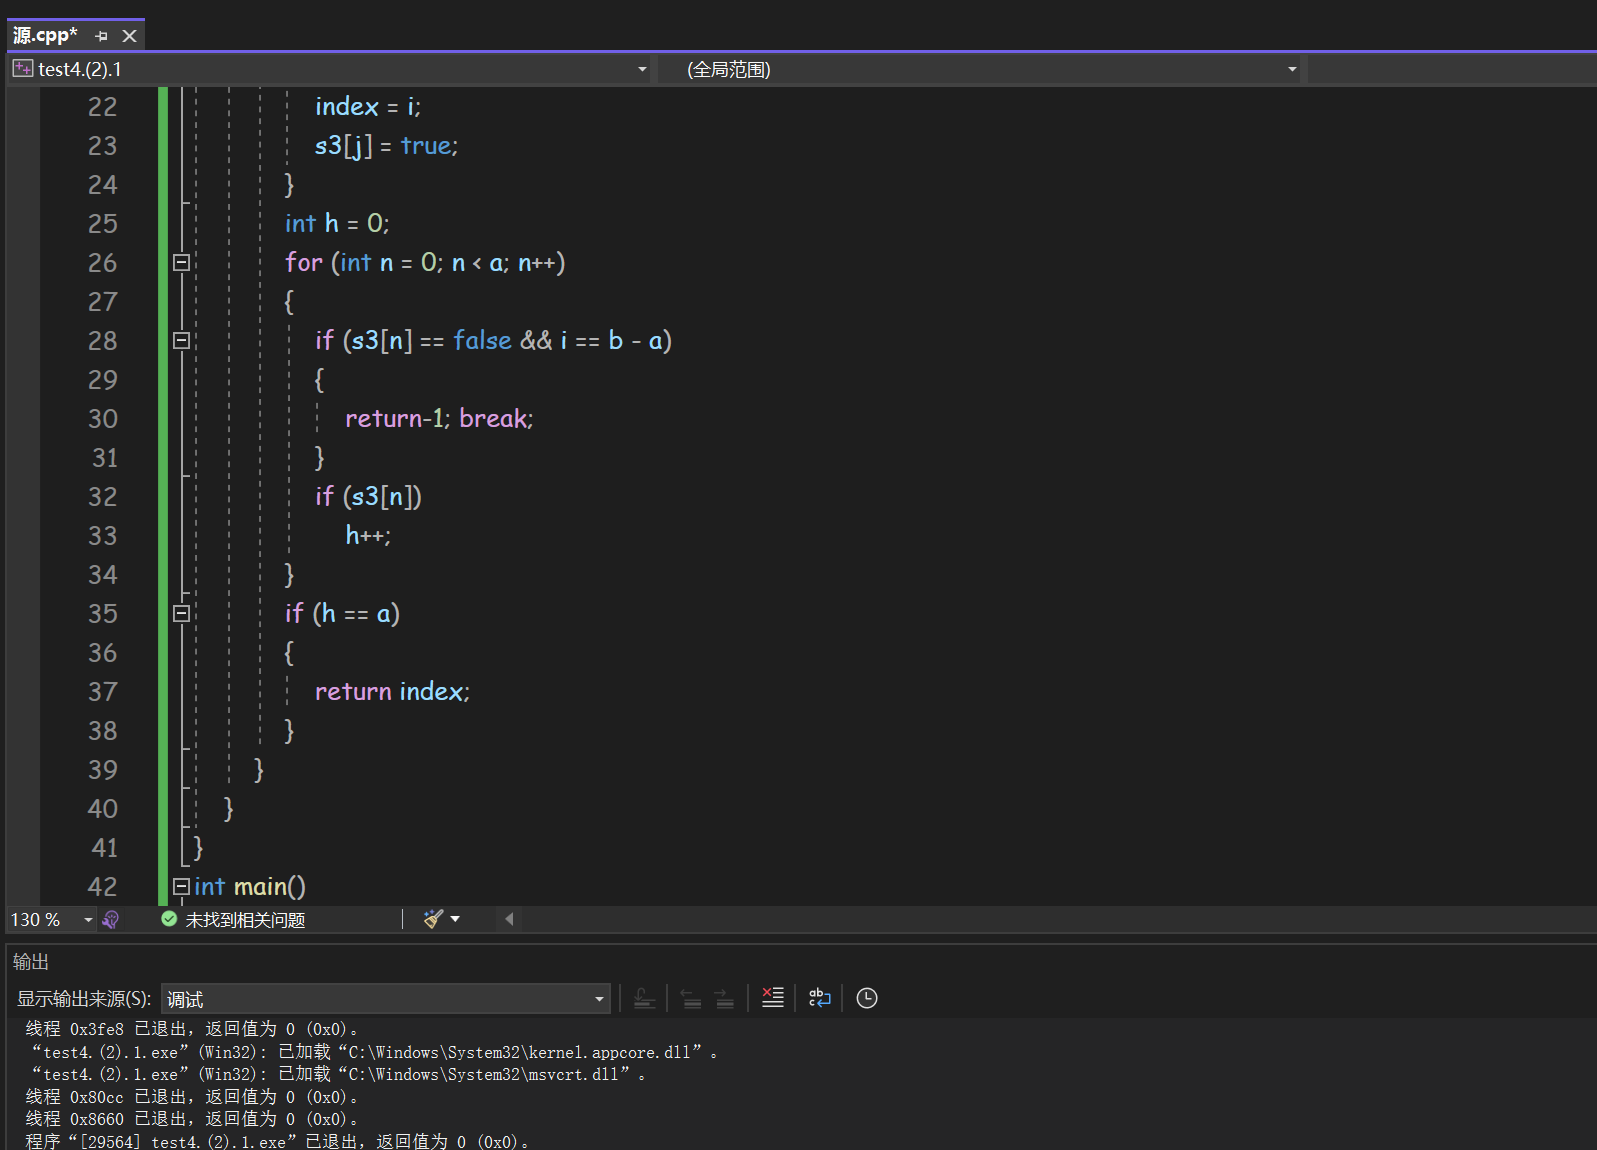 源.cpp*
test4.(2).1
(全局范围)
22 index = i;
23 s3[j] = true;
24 }
25 int h = 0;
26 for (int n = 0; n < a; n++)
27 {
28 if (s3[n] == false && i == b - a)
29 {
30 return-1; break;
31 }
32 if (s3[n])
33 h++;
34 }
35 if (h == a)
36 {
37 return index;
38 }
39 }
40 }
41 }
42 int main()
130 %
未找到相关问题
输出
显示输出来源(S): 调试
线程 0x3fe8 已退出，返回值为 0 (0x0)。
“test4.(2).1.exe”(Win32): 已加载“C:\Windows\System32\kernel.appcore.dll”。
“test4.(2).1.exe”(Win32): 已加载“C:\Windows\System32\msvcrt.dll”。
线程 0x80cc 已退出，返回值为 0 (0x0)。
线程 0x8660 已退出，返回值为 0 (0x0)。
程序“[29564] test4.(2).1.exe”已退出，返回值为 0 (0x0)。